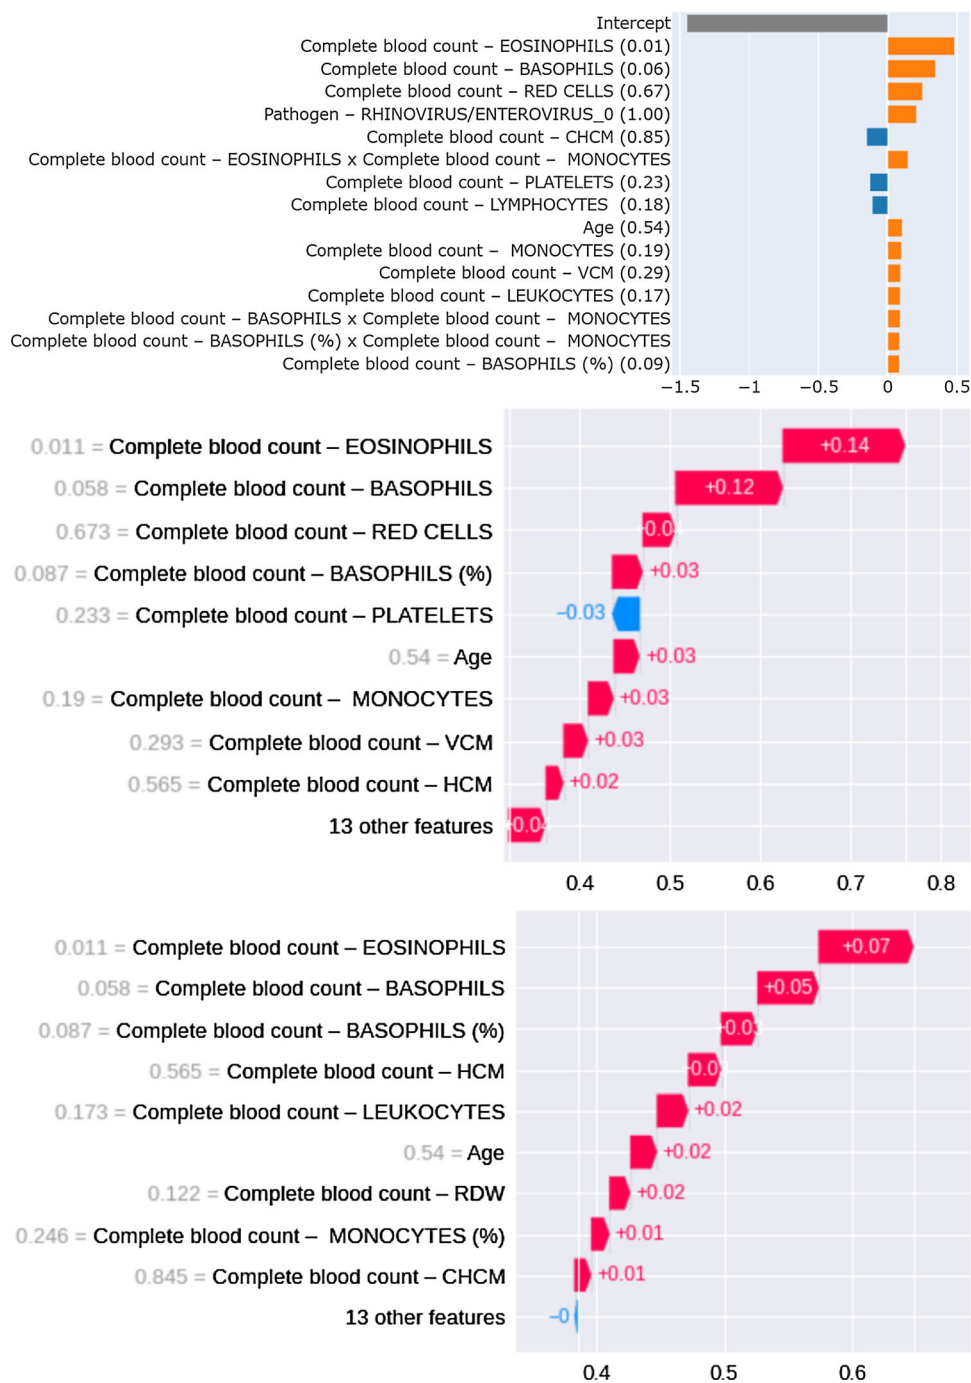 Intercept
Complete blood count – EOSINOPHILS (0.01)
Complete blood count – BASOPHILS (0.06)
Complete blood count – RED CELLS (0.67)
Pathogen – RHINOVIRUS/ENTEROVIRUS_0 (1.00)
Complete blood count – CHCM (0.85)
Complete blood count – EOSINOPHILS x Complete blood count – MONOCYTES
Complete blood count – PLATELETS (0.23)
Complete blood count – LYMPHOCYTES (0.18)
Age (0.54)
Complete blood count – MONOCYTES (0.19)
Complete blood count – VCM (0.29)
Complete blood count – LEUKOCYTES (0.17)
Complete blood count – BASOPHILS x Complete blood count – MONOCYTES
Complete blood count – BASOPHILS (%) x Complete blood count – MONOCYTES
Complete blood count – BASOPHILS (%) (0.09)
−1.5 −1 −0.5 0 0.5
0.011 = Complete blood count – EOSINOPHILS +0.14
0.058 = Complete blood count – BASOPHILS +0.12
0.673 = Complete blood count – RED CELLS +0.04
0.087 = Complete blood count – BASOPHILS (%) +0.03
0.233 = Complete blood count – PLATELETS −0.03
0.54 = Age +0.03
0.19 = Complete blood count – MONOCYTES +0.03
0.293 = Complete blood count – VCM +0.03
0.565 = Complete blood count – HCM +0.02
13 other features +0.04
0.4 0.5 0.6 0.7 0.8
0.011 = Complete blood count – EOSINOPHILS +0.07
0.058 = Complete blood count – BASOPHILS +0.05
0.087 = Complete blood count – BASOPHILS (%) +0.03
0.565 = Complete blood count – HCM
0.173 = Complete blood count – LEUKOCYTES +0.02
0.54 = Age +0.02
0.122 = Complete blood count – RDW +0.02
0.246 = Complete blood count – MONOCYTES (%) +0.01
0.845 = Complete blood count – CHCM +0.01
13 other features −0
0.4 0.5 0.6